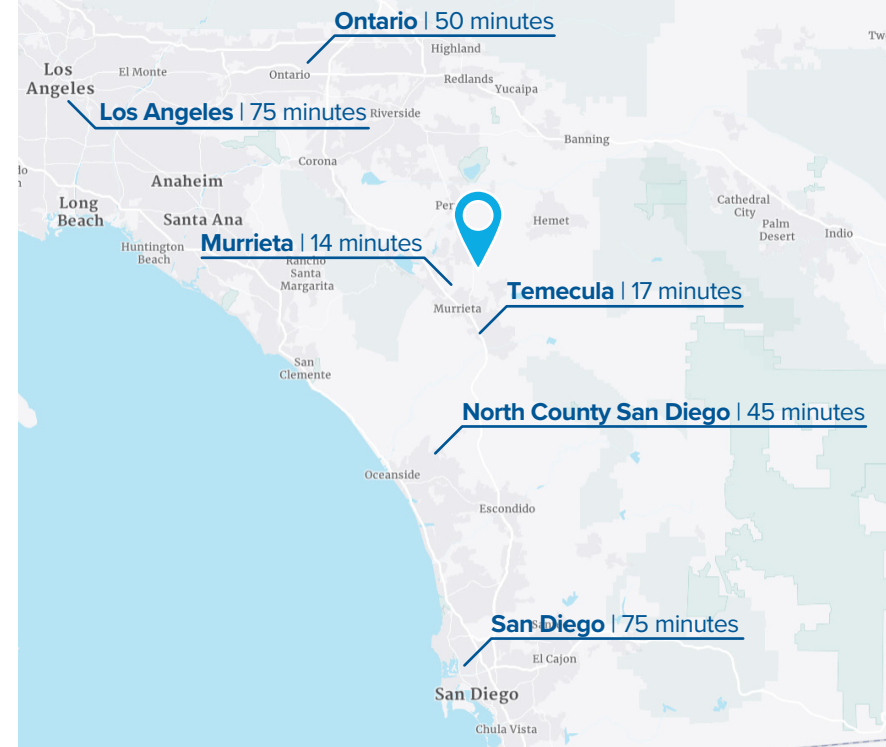 Ontario | 50 minutes
Highland
Los
Angeles
El Monte
Ontario
Redlands
Yucaipa
Los Angeles | 75 minutes
Riverside
Banning
Corona
Anaheim
Long
Beach
Santa Ana
Hemet
Cathedral
City
Palm
Desert
Indio
Huntington
Beach
Murrieta | 14 minutes
Rancho
Santa
Margarita
Temecula | 17 minutes
Murrieta
San
Clemente
North County San Diego | 45 minutes
Oceanside
Escondido
San Diego | 75 minutes
El Cajon
San Diego
Chula Vista